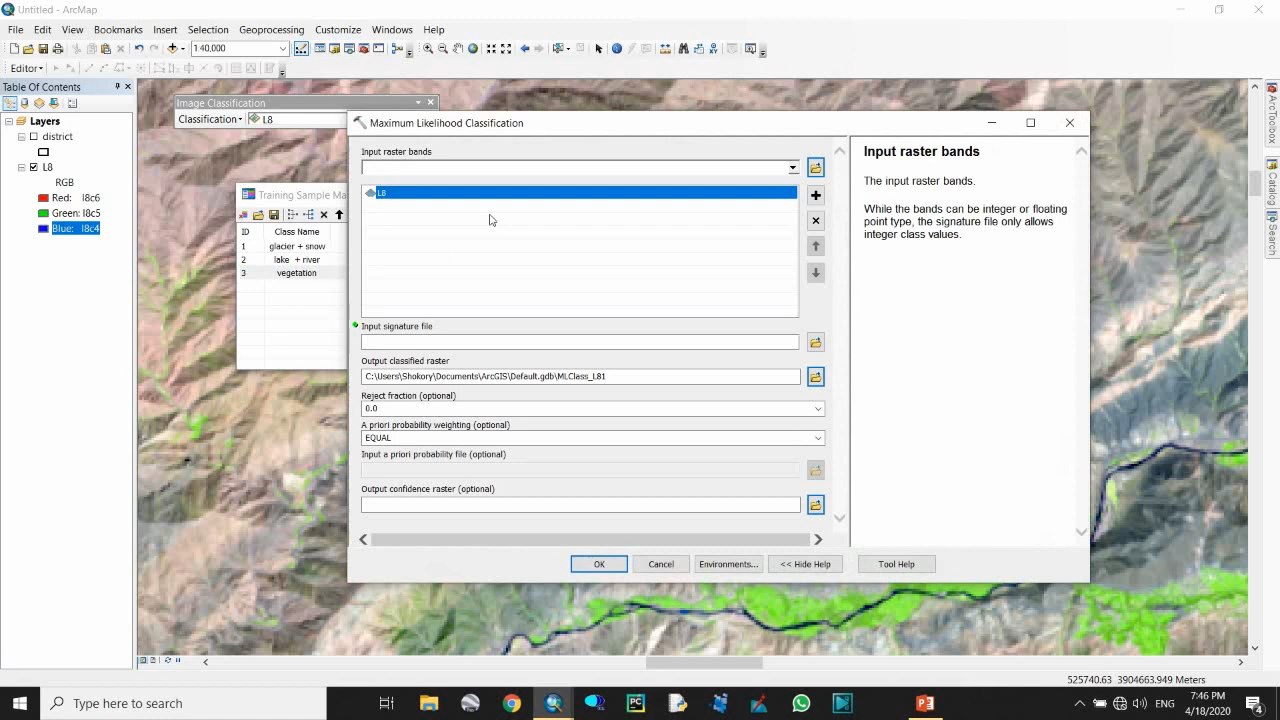 Untitled - ArcMap
File Edit View Bookmarks Insert Selection Geoprocessing Customize Windows Help
1:40,000
Editor
Table Of Contents
Layers
district
L8
RGB
Red: l8c6
Green: l8c5
Blue: l8c4
Image Classification
Classification
L8
Training Sample Ma
ID Class Name
1 glacier + snow
2 lake + river
3 vegetation
Maximum Likelihood Classification
Input raster bands
L8
Input signature file
Output classified raster
C:\Users\Shokory\Documents\ArcGIS\Default.gdb\MLClass_L81
Reject fraction (optional)
0.0
A priori probability weighting (optional)
EQUAL
Input a priori probability file (optional)
Output confidence raster (optional)
OK Cancel Environments... << Hide Help Tool Help
Input raster bands
The input raster bands.
While the bands can be integer or floating
point type, the signature file only allows
integer class values.
ArcToolbox
Catalog
Search
525740.63 3904663.949 Meters
Type here to search
PC
ENG
7:46 PM
4/18/2020
4